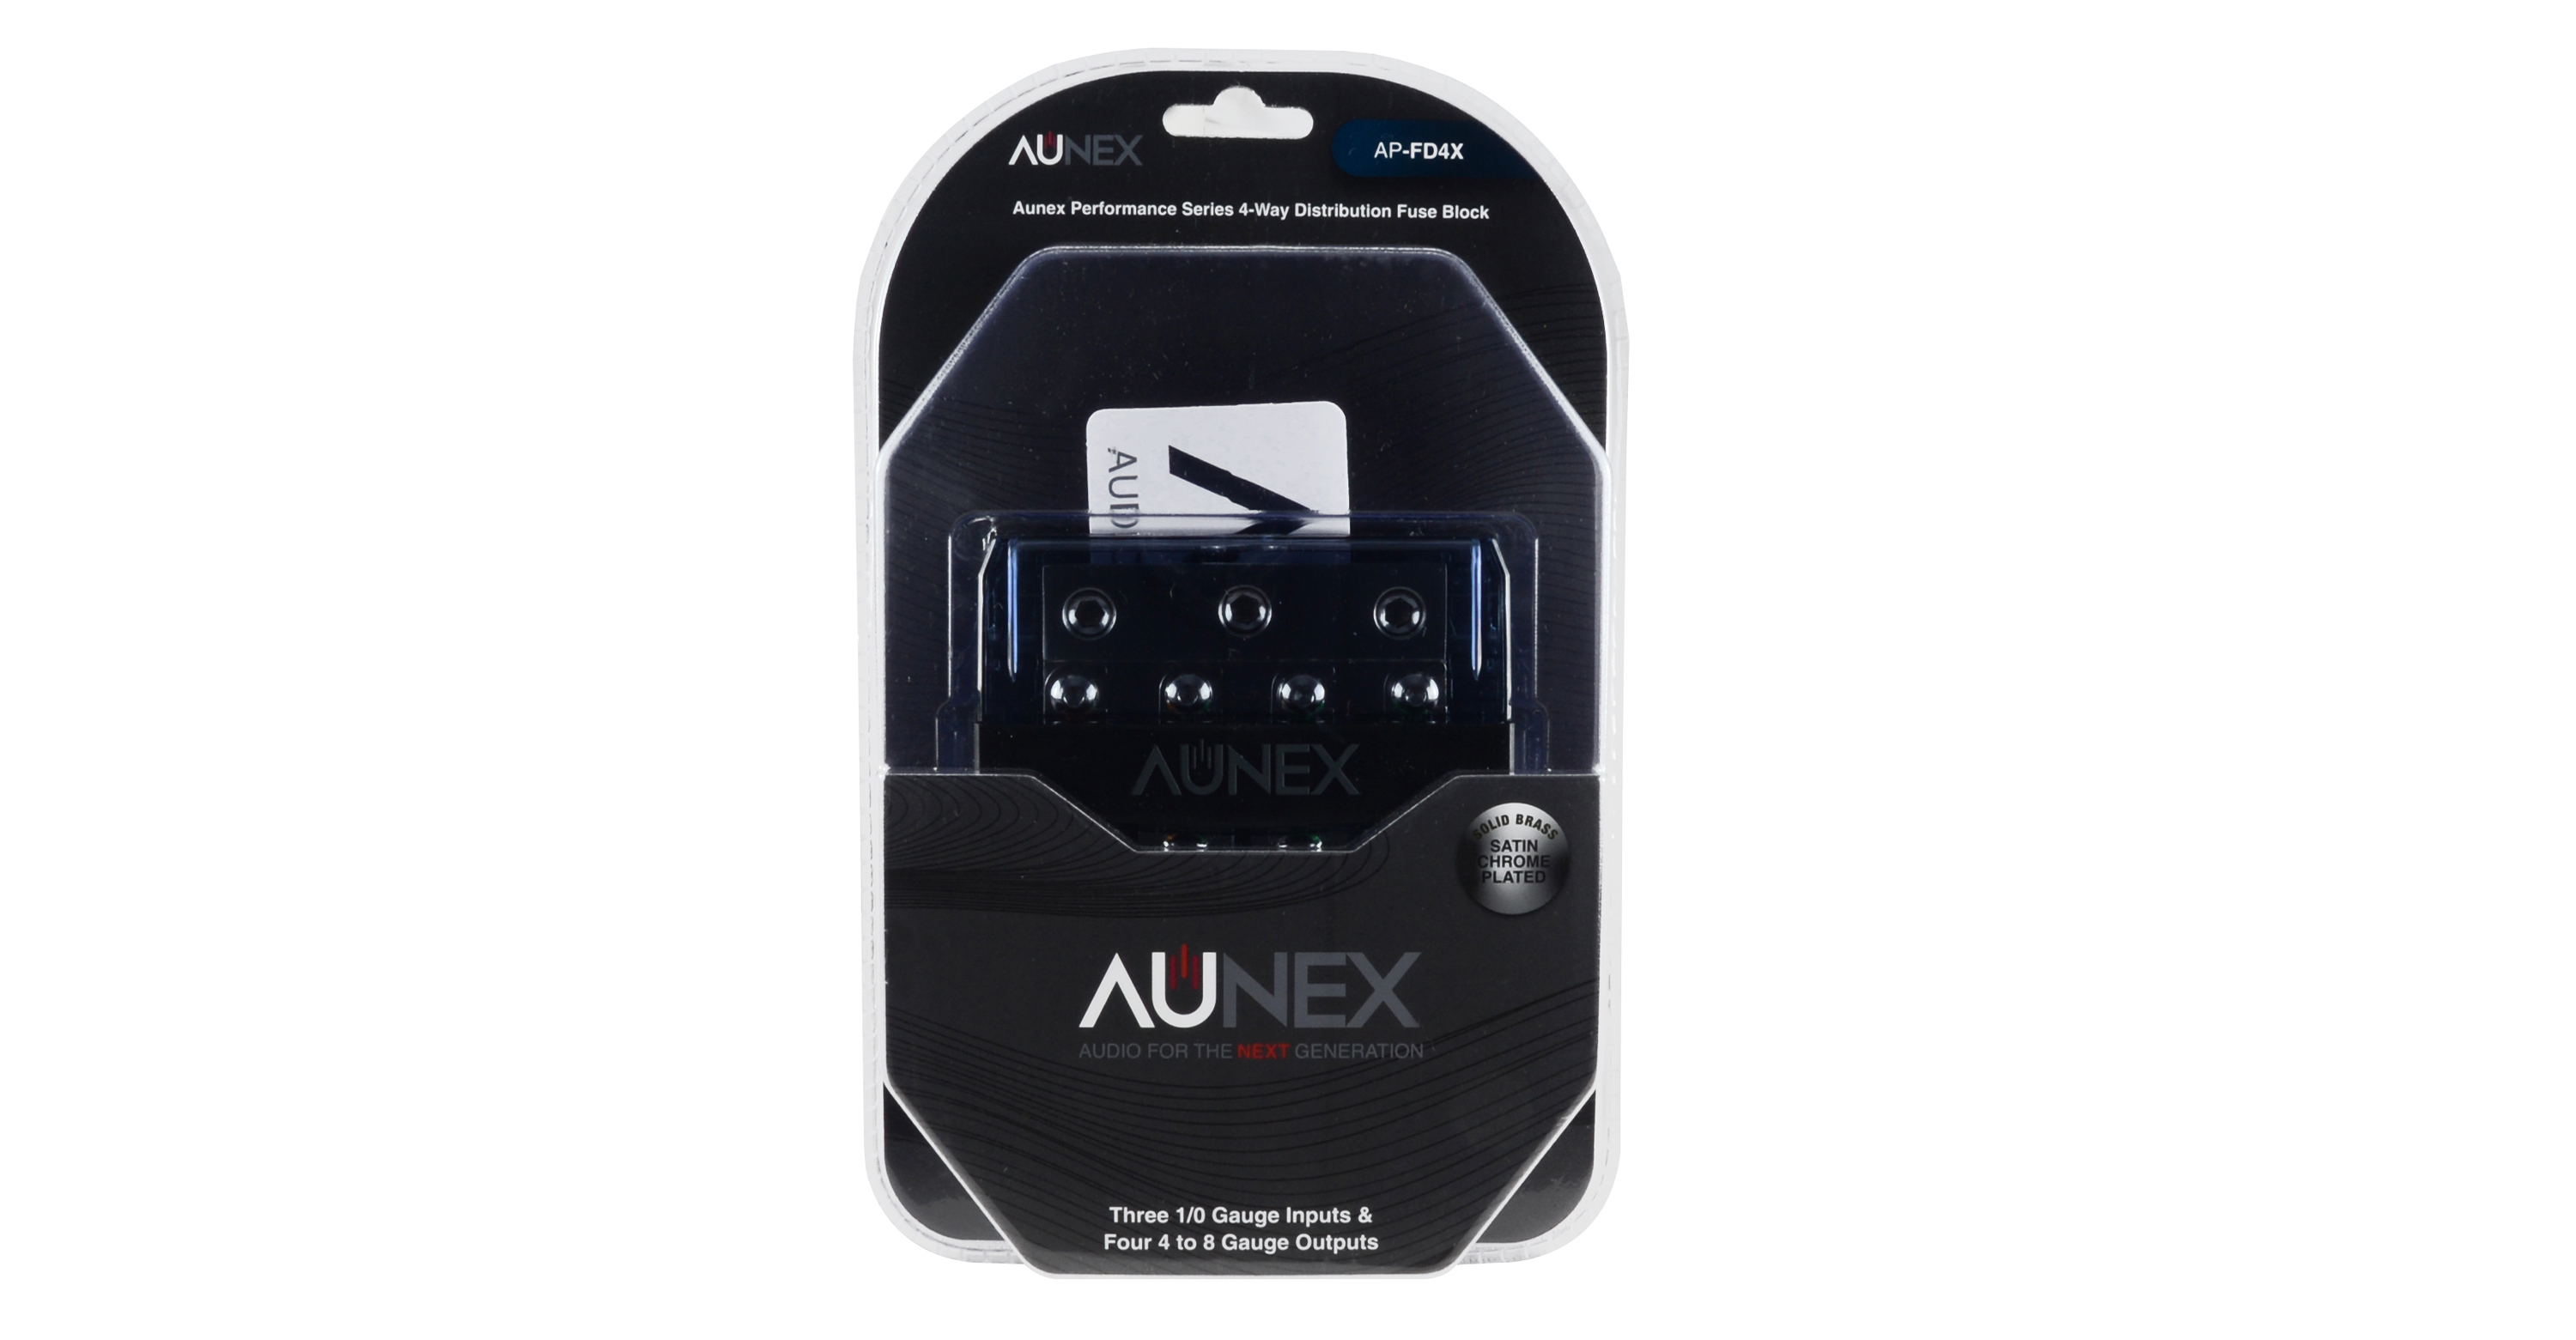 AUNEX
AP-FD4X
Aunex Performance Series 4-Way Distribution Fuse Block
AUD
AUNEX
SOLID BRASS
SATIN
CHROME
PLATED
AUNEX
AUDIO FOR THE NEXT GENERATION
Three 1/0 Gauge Inputs &
Four 4 to 8 Gauge Outputs